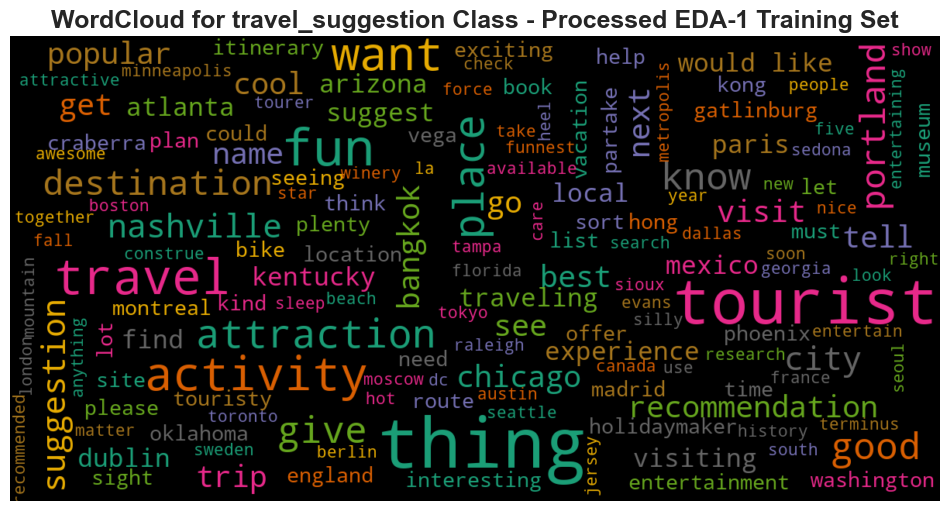 WordCloud for travel_suggestion Class - Processed EDA-1 Training Set
popular
itinerary
want
exciting
help
would like
portland
show
attractive
minneapolis
cool
arizona
check
force
book
metropolis
kong
people
entertaining
museum
get
atlanta
tourer
suggest
heel
vacation
partake
next
gatlinburg
five
craberra
plan
could
name
fun
vega
place
take
funnest
paris
sedona
awesome
seeing
winery
la
available
know
new
let
destination
star
think
go
local
year
visit
nice
together
boston
nashville
plenty
bangkok
care
sort
hong
dallas
must
tell
fall
construe
bike
location
tampa
list
search
soon
right
london
mountain
travel
kentucky
florida
best
sioux
mexico
georgia
look
montreal
kind
sleep
beach
traveling
evans
tourist
suggestion
anything
lot
find
attraction
tokyo
see
offer
silly
phoenix
entertain
site
activity
need
raleigh
experience
research
city
seoul
touristy
moscow
dc
chicago
canada
use
france
please
toronto
hot
route
austin
seattle
madrid
time
recommendation
recommended
matter
oklahoma
give
thing
holidaymaker
history
terminus
dublin
sweden
berlin
jersey
visiting
south
good
sight
trip
england
interesting
entertainment
washington